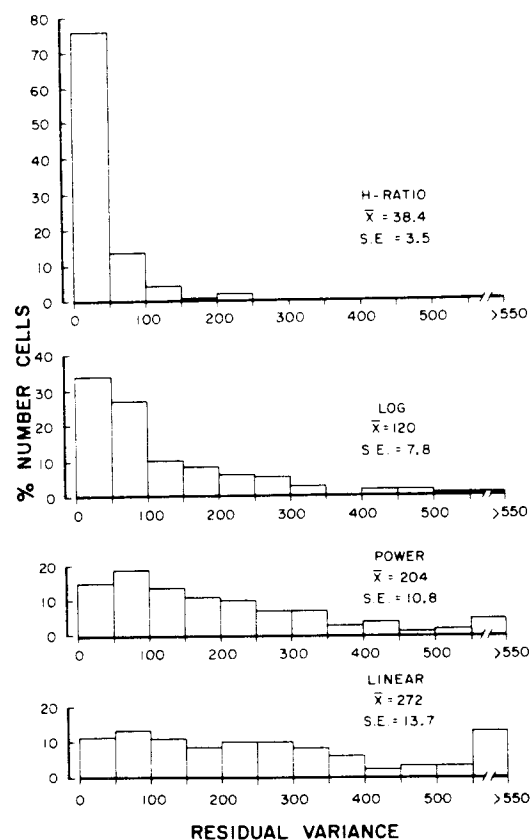 80
70
60
50
40
30
20
10
0
H-RATIO
X̄ = 38.4
S.E. = 3.5
0 100 200 300 400 500 >550
% NUMBER CELLS
40
30
20
10
0
LOG
X̄=120
S.E. = 7.8
0 100 200 300 400 500 >550
20
10
0
POWER
X̄ = 204
S.E. = 10.8
0 100 200 300 400 500 >550
20
10
0
LINEAR
X̄ = 272
S.E. = 13.7
0 100 200 300 400 500 >550
RESIDUAL VARIANCE